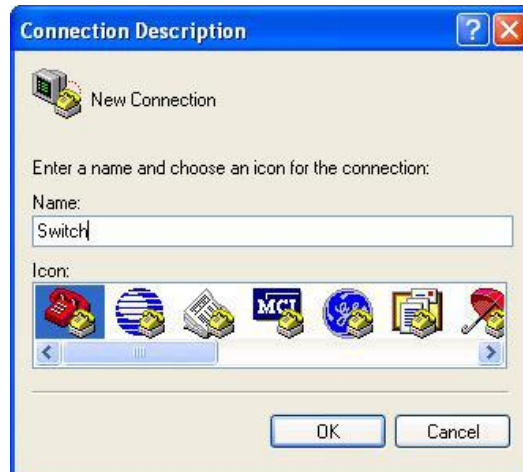 Connection Description
New Connection
Enter a name and choose an icon for the connection:
Name:
Switch
Icon:
MCI
OK Cancel